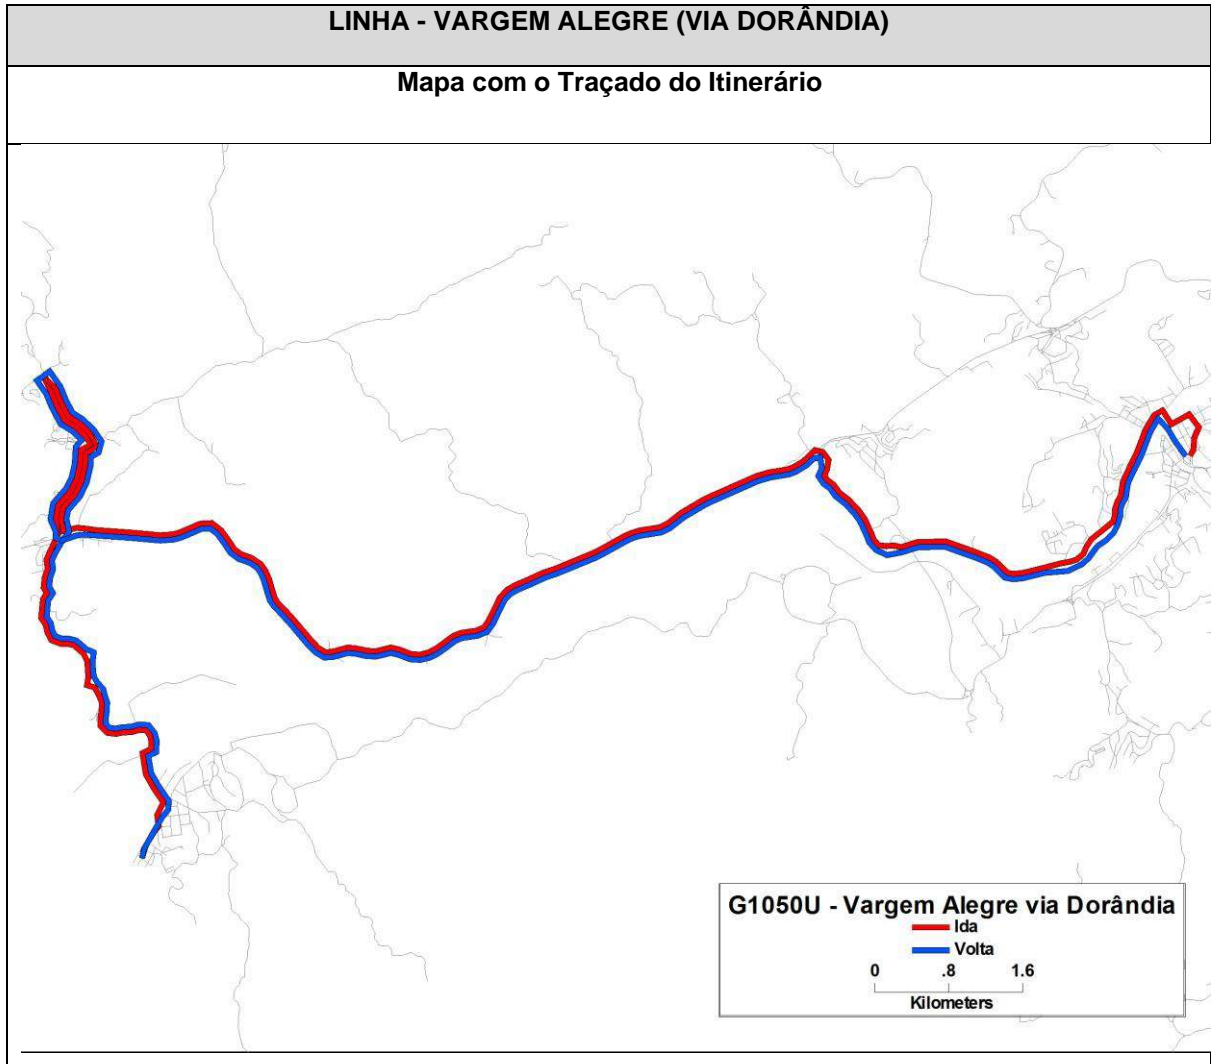 LINHA - VARGEM ALEGRE (VIA DORÂNDIA)
Mapa com o Traçado do Itinerário
G1050U - Vargem Alegre via Dorândia
Ida
Volta
0 .8 1.6
Kilometers